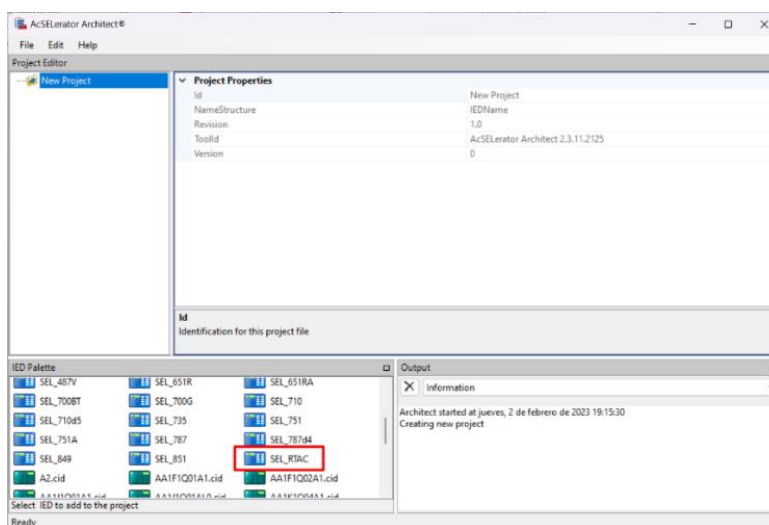 AcSELerator Architect®
File Edit Help
Project Editor
New Project
Project Properties
Id New Project
NameStructure IEDName
Revision 1.0
ToolId AcSELerator Architect 2.3.11.2125
Version 0
Id
Identification for this project file
IED Palette
SEL_487V SEL_651R SEL_651RA
SEL_700BT SEL_700G SEL_710
SEL_710d5 SEL_735 SEL_751
SEL_751A SEL_787 SEL_787d4
SEL_849 SEL_851 SEL_RTAC
A2.cid AA1F1Q01A1.cid AA1F1Q02A1.cid
Select IED to add to the project
Output
Information
Architect started at jueves, 2 de febrero de 2023 19:15:30
Creating new project
Ready